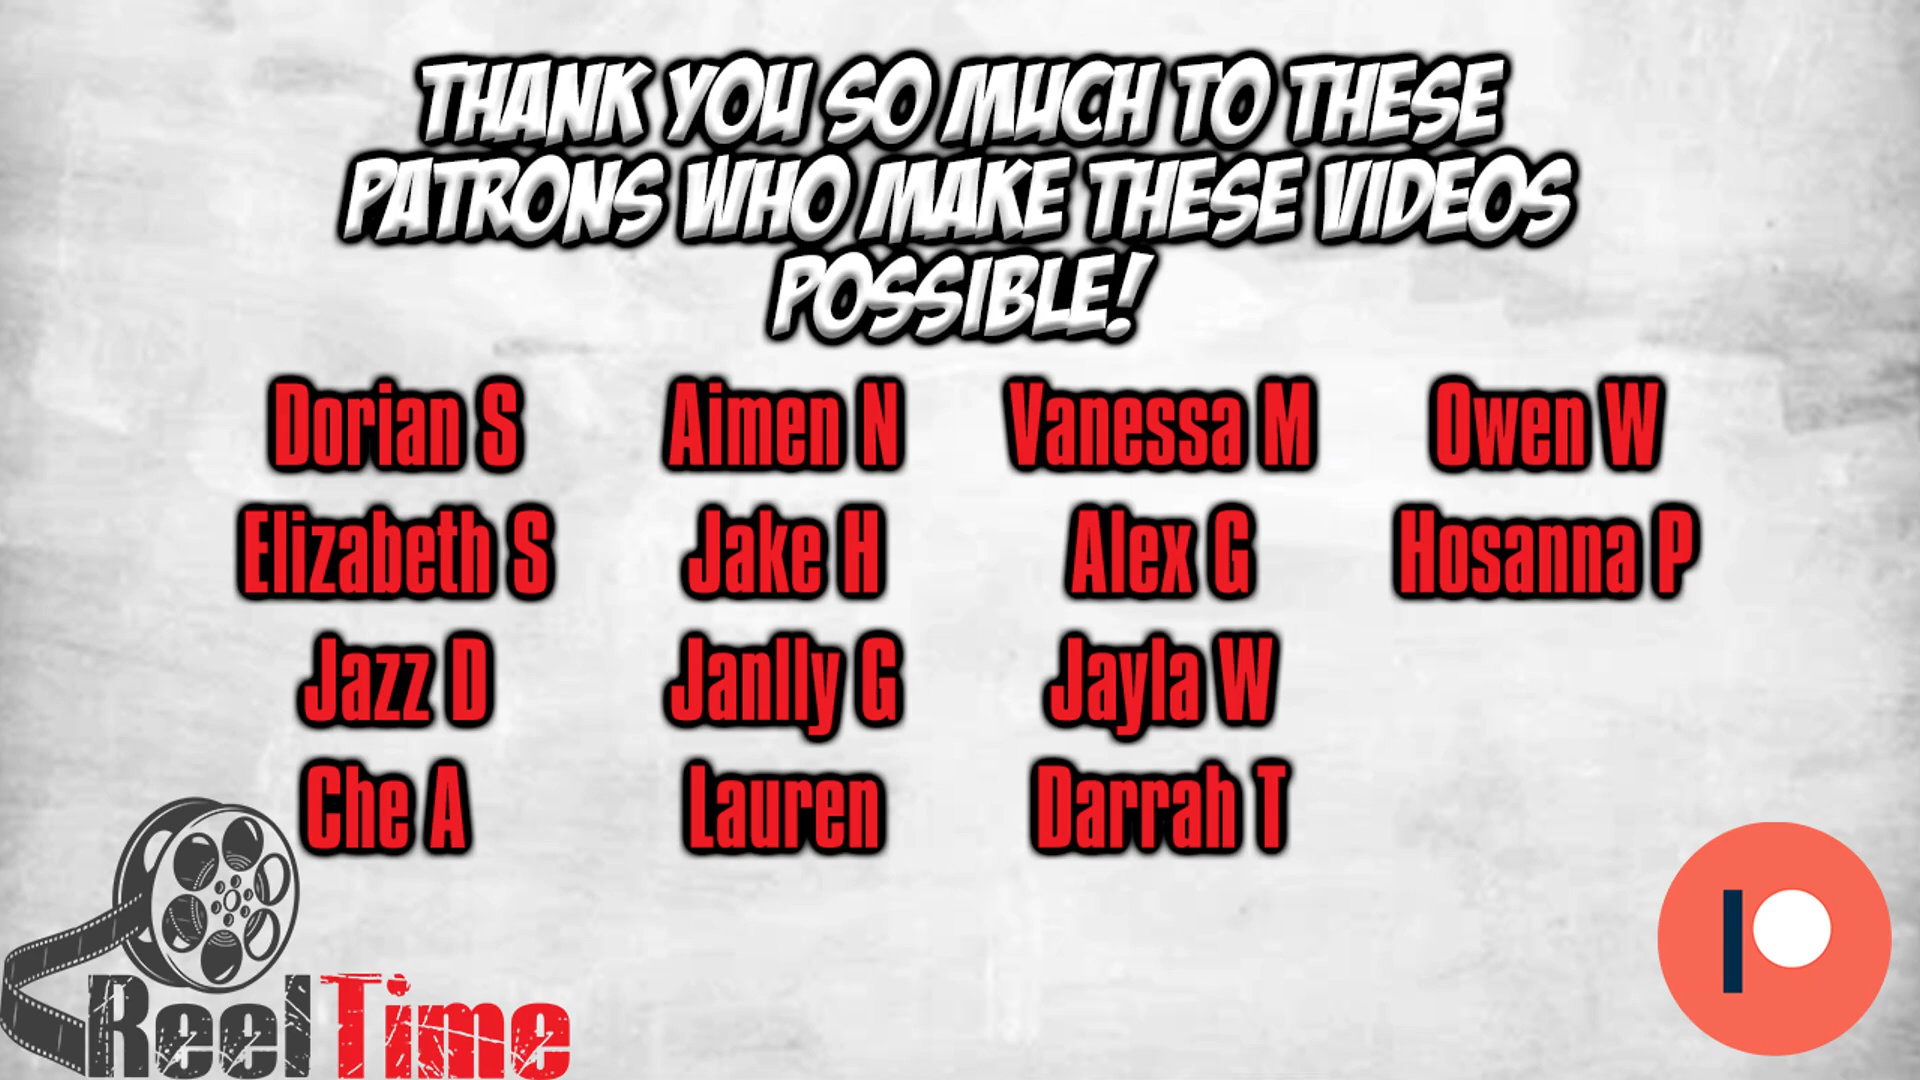 THANK YOU SO MUCH TO THESE
PATRONS WHO MAKE THESE VIDEOS
POSSIBLE!
Dorian S Aimen N Vanessa M Owen W
Elizabeth S Jake H Alex G Hosanna P
Jazz D Janlly G Jayla W
Che A Lauren Darrah T
ReelTime